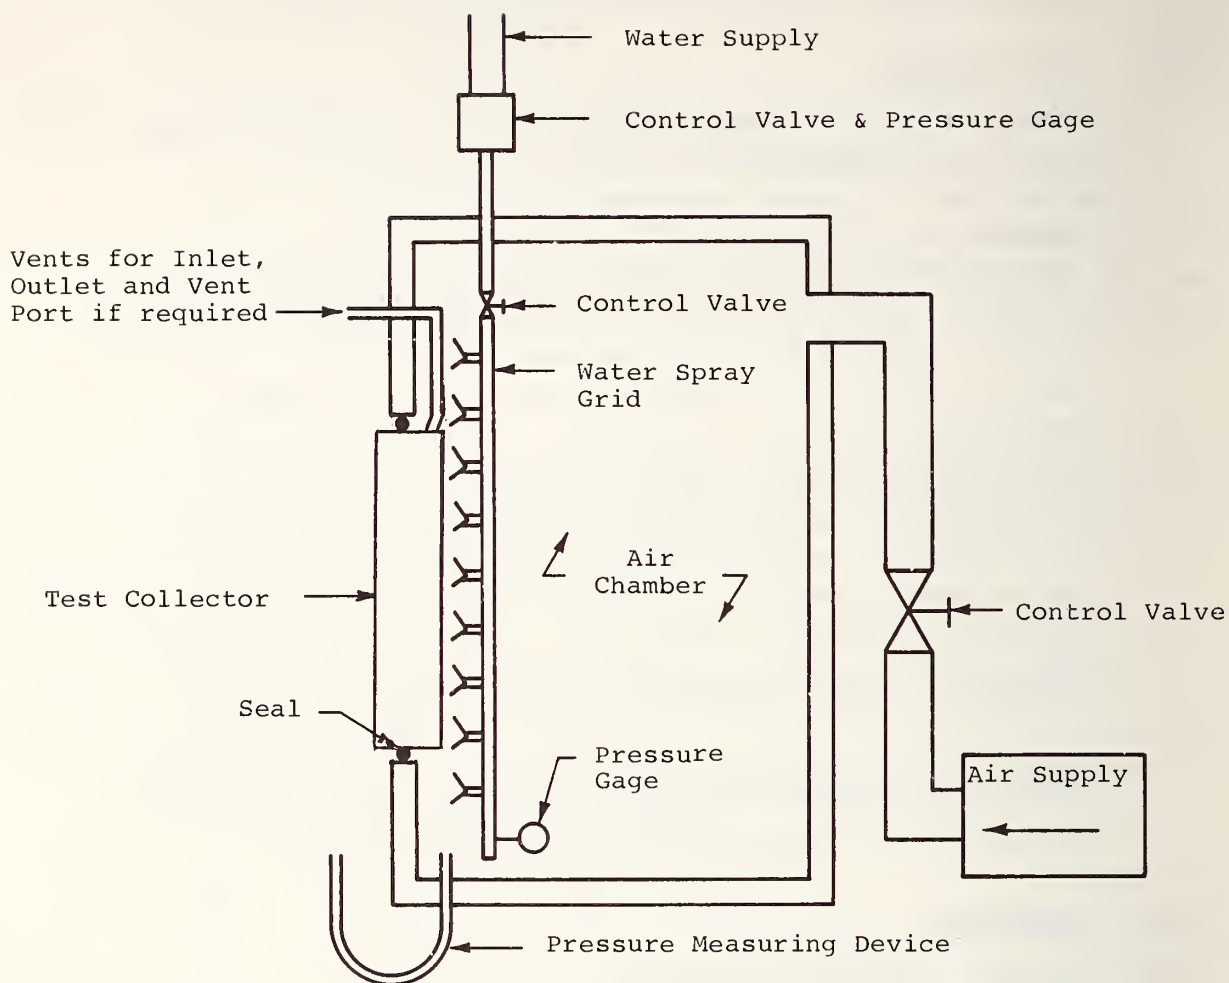 Water Supply
Control Valve & Pressure Gage
Vents for Inlet,
Outlet and Vent
Port if required
Control Valve
Water Spray
Grid
Air
Chamber
Test Collector
Control Valve
Seal
Pressure
Gage
Air Supply
Pressure Measuring Device